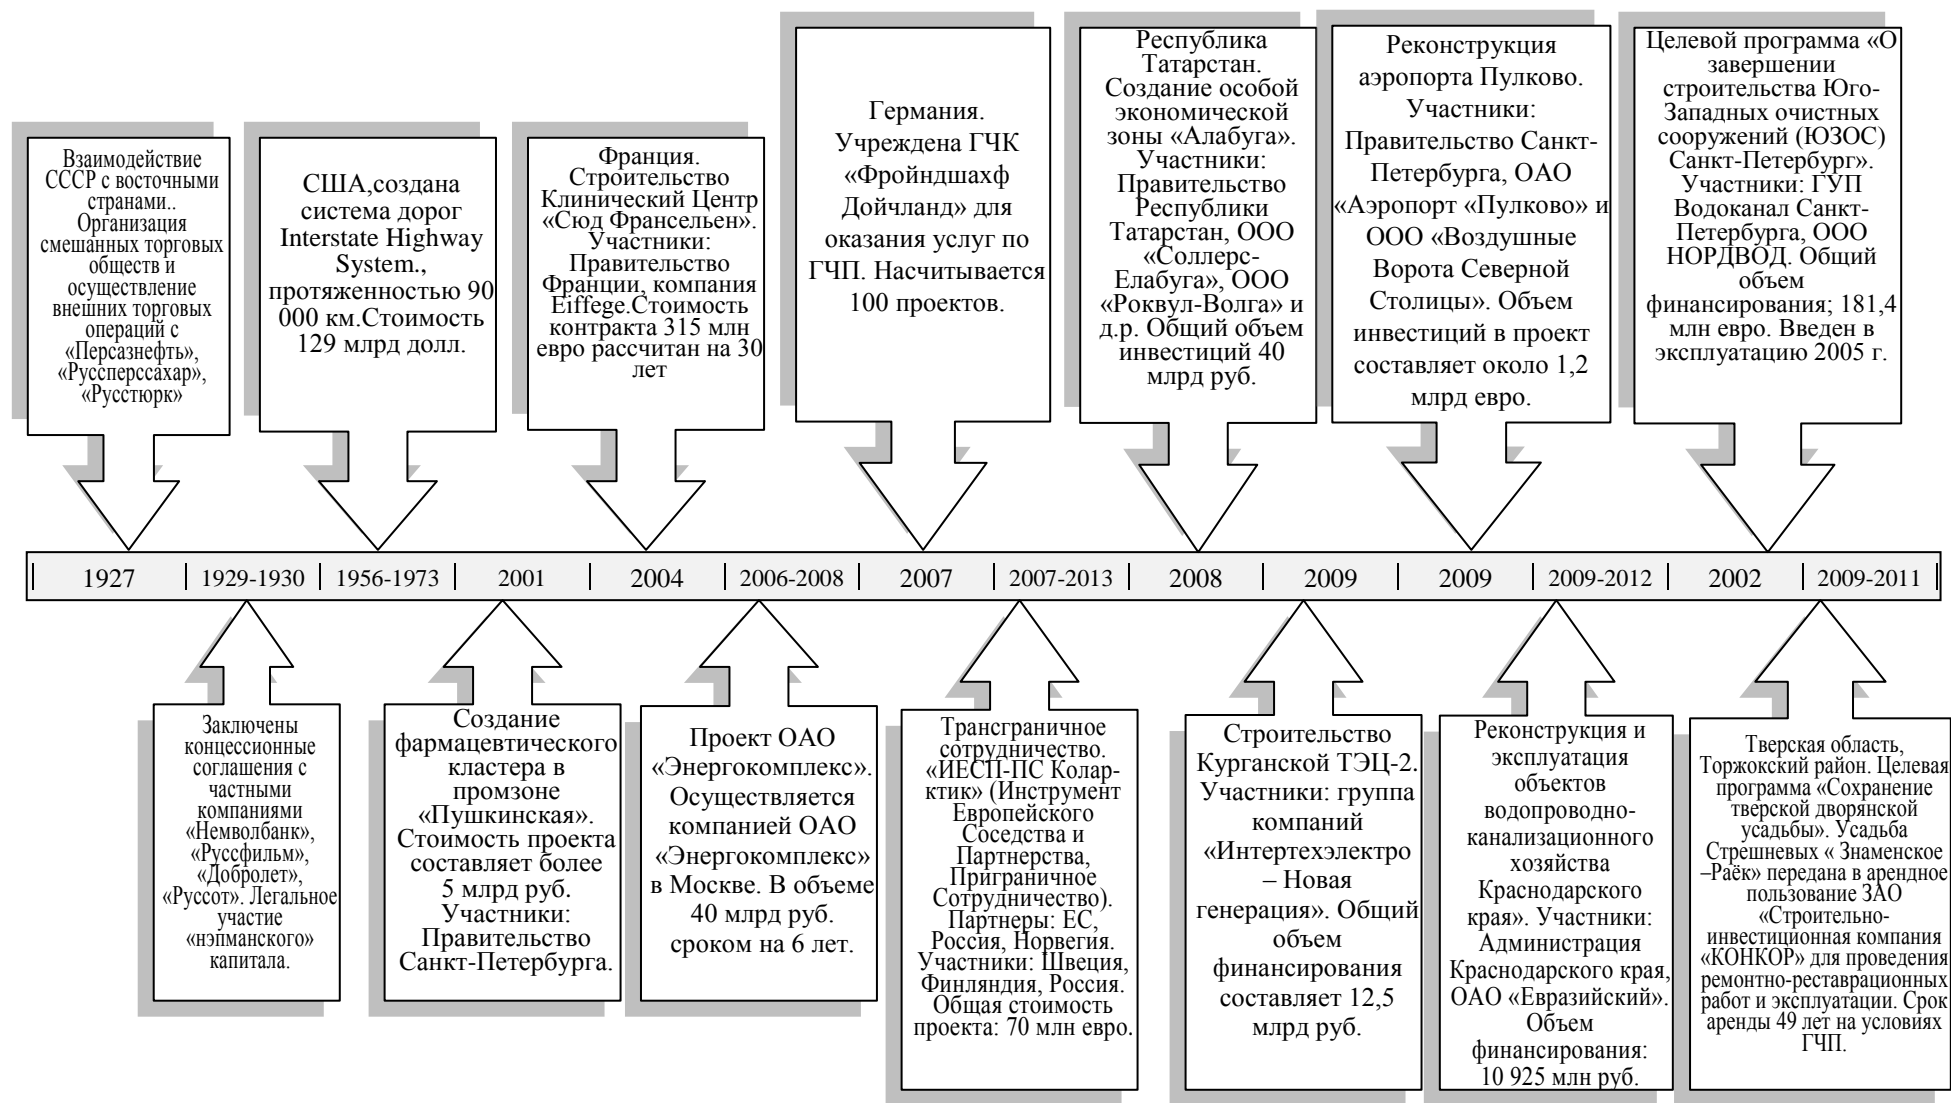 Взаимодействие
СССР с восточными
странами..
Организация
смешанных торговых
обществ и
осуществление
внешних торговых
операций с
«Персазнефть»,
«Руссперссахар»,
«Русстюрк»
США,создана
система дорог
Interstate Highway
System.,
протяженностью 90
000 км.Стоимость
129 млрд долл.
Франция.
Строительство
Клинический Центр
«Сюд Франсельен».
Участники:
Правительство
Франции, компания
Eiffege.Стоимость
контракта 315 млн
евро рассчитан на 30
лет
Германия.
Учреждена ГЧК
«Фройндшахф
Дойчланд» для
оказания услуг по
ГЧП. Насчитывается
100 проектов.
Республика
Татарстан.
Создание особой
экономической
зоны «Алабуга».
Участники:
Правительство
Республики
Татарстан, ООО
«Соллерс-
Елабуга», ООО
«Роквул-Волга» и
д.р. Общий объем
инвестиций 40
млрд руб.
Реконструкция
аэропорта Пулково.
Участники:
Правительство Санкт-
Петербурга, ОАО
«Аэропорт «Пулково» и
ООО «Воздушные
Ворота Северной
Столицы». Объем
инвестиций в проект
составляет около 1,2
млрд евро.
Целевой программа «О
завершении
строительства Юго-
Западных очистных
сооружений (ЮЗОС)
Санкт-Петербург».
Участники: ГУП
Водоканал Санкт-
Петербурга, ООО
НОРДВОД. Общий
объем
финансирования; 181,4
млн евро. Введен в
эксплуатацию 2005 г.
1927
1929-1930
1956-1973
2001
2004
2006-2008
2007
2007-2013
2008
2009
2009
2009-2012
2002
2009-2011
Заключены
концессионные
соглашения с
частными
компаниями
«Немволбанк»,
«Руссфильм»,
«Добролет»,
«Руссот». Легальное
участие
«нэпманского»
капитала.
Создание
фармацевтического
кластера в
промзоне
«Пушкинская».
Стоимость проекта
составляет более
5 млрд руб.
Участники:
Правительство
Санкт-Петербурга.
Проект ОАО
«Энергокомплекс».
Осуществляется
компанией ОАО
«Энергокомплекс»
в Москве. В объеме
40 млрд руб.
сроком на 6 лет.
Трансграничное
сотрудничество.
«ИЕСП-ПС Колар-
ктик» (Инструмент
Европейского
Соседства и
Партнерства,
Приграничное
Сотрудничество).
Партнеры: ЕС,
Россия, Норвегия.
Участники: Швеция,
Финляндия, Россия.
Общая стоимость
проекта: 70 млн евро.
Строительство
Курганской ТЭЦ-2.
Участники: группа
компаний
«Интертехэлектро
– Новая
генерация». Общий
объем
финансирования
составляет 12,5
млрд руб.
Реконструкция и
эксплуатация
объектов
водопроводно-
канализационного
хозяйства
Краснодарского
края». Участники:
Администрация
Краснодарского края,
ОАО «Евразийский».
Объем
финансирования:
10 925 млн руб.
Тверская область,
Торжокский район. Целевая
программа «Сохранение
тверской дворянской
усадьбы». Усадьба
Стрешневых « Знаменское
–Раёк» передана в арендное
пользование ЗАО
«Строительно-
инвестиционная компания
«КОНКОР» для проведения
ремонтно-реставрационных
работ и эксплуатации. Срок
аренды 49 лет на условиях
ГЧП.